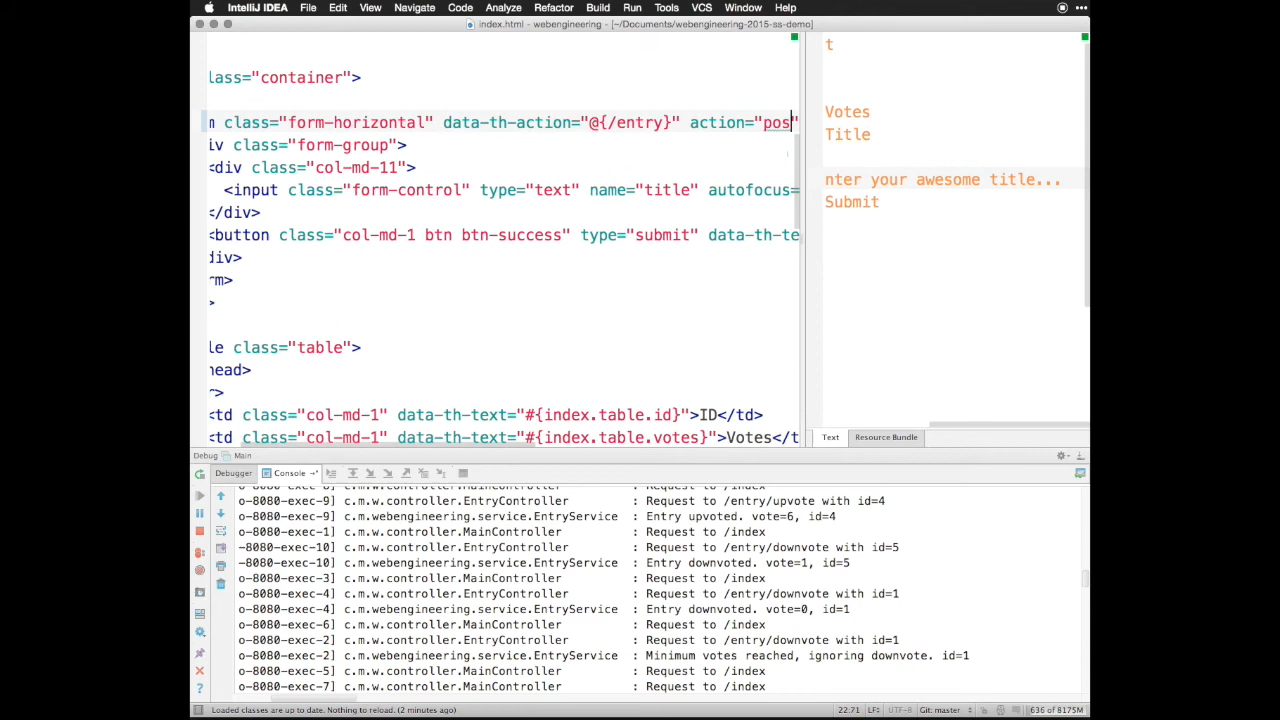 IntelliJ IDEA File Edit View Navigate Code Analyze Refactor Build Run Tools VCS Window Help
index.html - webengineering - [~/Documents/webengineering-2015-ss-demo]
lass="container">
m class="form-horizontal" data-th-action="@{/entry}" action="pos"
iv class="form-group">
<div class="col-md-11">
<input class="form-control" type="text" name="title" autofocus=
</div>
<button class="col-md-1 btn btn-success" type="submit" data-th-te
div>
rm>
>
le class="table">
head>
r>
<td class="col-md-1" data-th-text="#{index.table.id}">ID</td>
<td class="col-md-1" data-th-text="#{index.table.votes}">Votes</t
t
Votes
Title
nter your awesome title...
Submit
Text Resource Bundle
Debug Main
Debugger Console
o-8080-exec-8] c.m.w.controller.MainController : Request to /index
o-8080-exec-9] c.m.w.controller.EntryController : Request to /entry/upvote with id=4
o-8080-exec-9] c.m.webengineering.service.EntryService : Entry upvoted. vote=6, id=4
o-8080-exec-1] c.m.w.controller.MainController : Request to /index
-8080-exec-10] c.m.w.controller.EntryController : Request to /entry/downvote with id=5
-8080-exec-10] c.m.webengineering.service.EntryService : Entry downvoted. vote=1, id=5
o-8080-exec-3] c.m.w.controller.MainController : Request to /index
o-8080-exec-4] c.m.w.controller.EntryController : Request to /entry/downvote with id=1
o-8080-exec-4] c.m.webengineering.service.EntryService : Entry downvoted. vote=0, id=1
o-8080-exec-6] c.m.w.controller.MainController : Request to /index
o-8080-exec-2] c.m.w.controller.EntryController : Request to /entry/downvote with id=1
o-8080-exec-2] c.m.webengineering.service.EntryService : Minimum votes reached, ignoring downvote. id=1
o-8080-exec-5] c.m.w.controller.MainController : Request to /index
o-8080-exec-7] c.m.w.controller.MainController : Request to /index
Loaded classes are up to date. Nothing to reload. (2 minutes ago) 22:71 LF UTF-8 Git: master 636 of 8175M